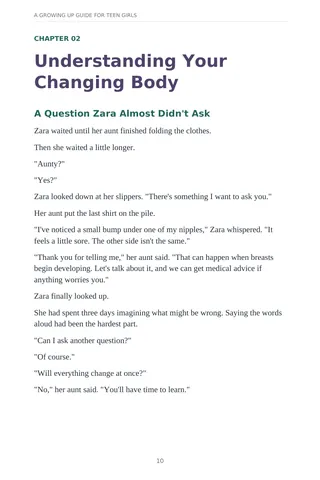 A GROWING UP GUIDE FOR TEEN GIRLS
CHAPTER 02
Understanding Your
Changing Body
A Question Zara Almost Didn't Ask
Zara waited until her aunt finished folding the clothes.
Then she waited a little longer.
"Aunty?"
"Yes?"
Zara looked down at her slippers. "There's something I want to ask you."
Her aunt put the last shirt on the pile.
"I've noticed a small bump under one of my nipples," Zara whispered. "It
feels a little sore. The other side isn't the same."
"Thank you for telling me," her aunt said. "That can happen when breasts
begin developing. Let's talk about it, and we can get medical advice if
anything worries you."
Zara finally looked up.
She had spent three days imagining what might be wrong. Saying the words
aloud had been the hardest part.
"Can I ask another question?"
"Of course."
"Will everything change at once?"
"No," her aunt said. "You'll have time to learn."
10